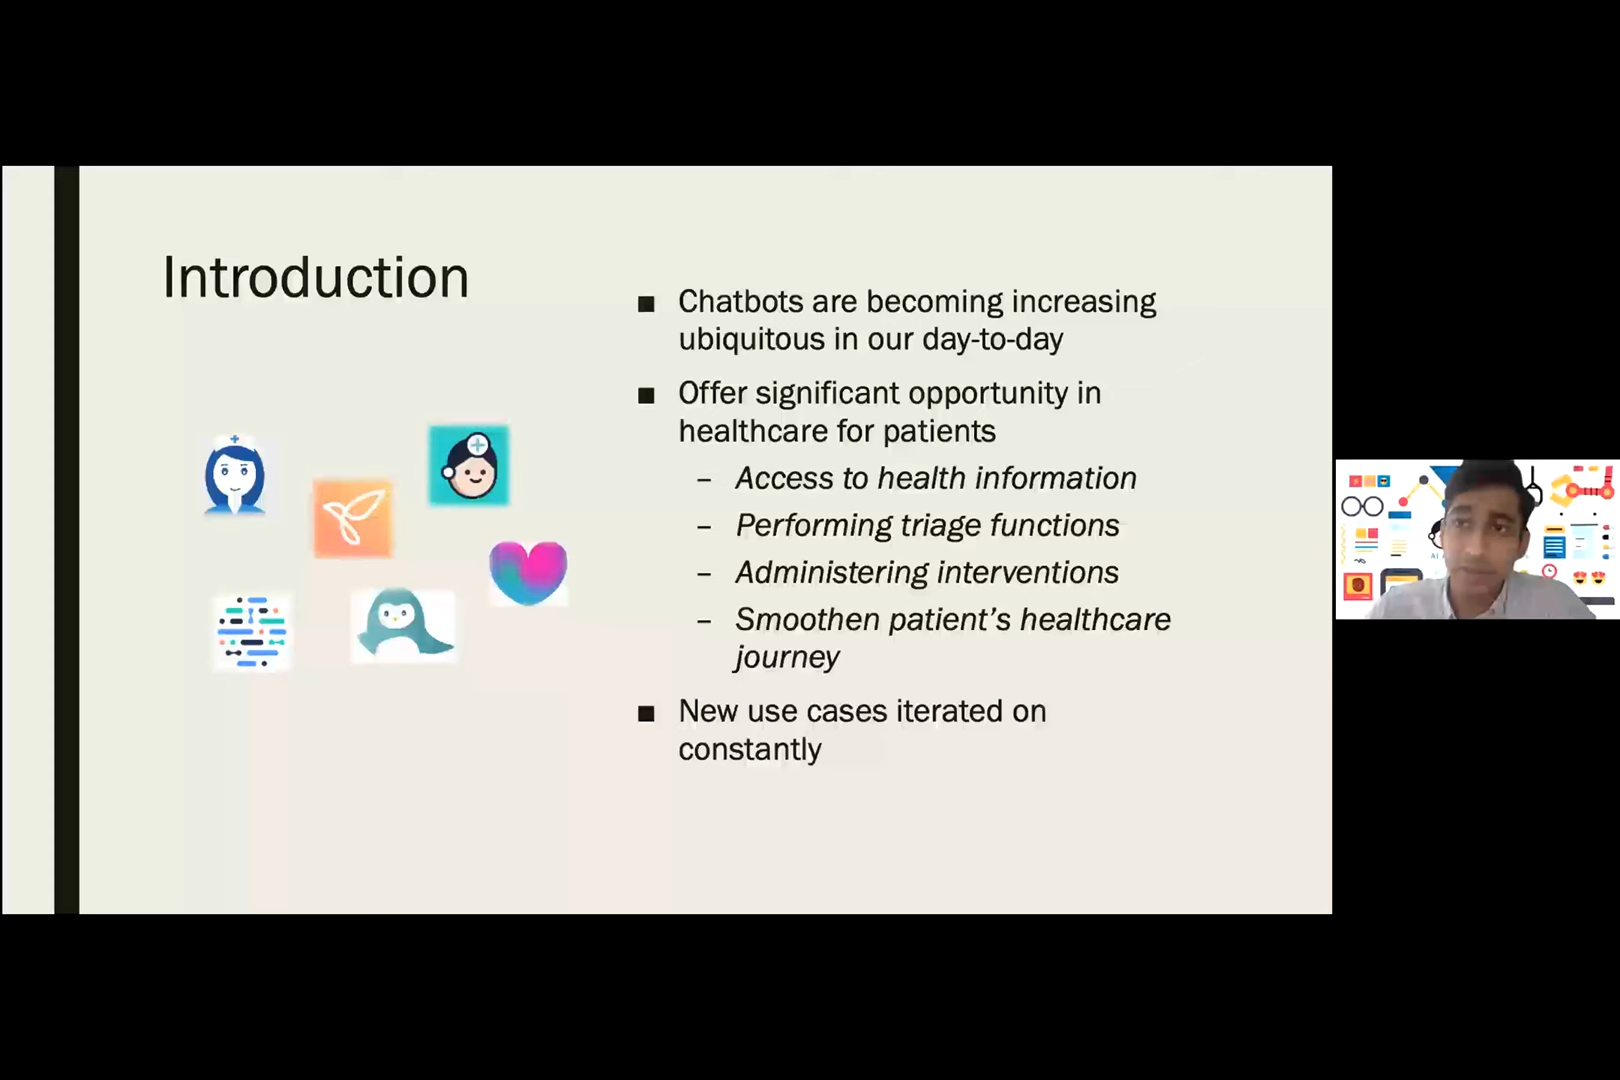 Introduction
■ Chatbots are becoming increasing
ubiquitous in our day-to-day
■ Offer significant opportunity in
healthcare for patients
– Access to health information
– Performing triage functions
– Administering interventions
– Smoothen patient’s healthcare
journey
■ New use cases iterated on
constantly